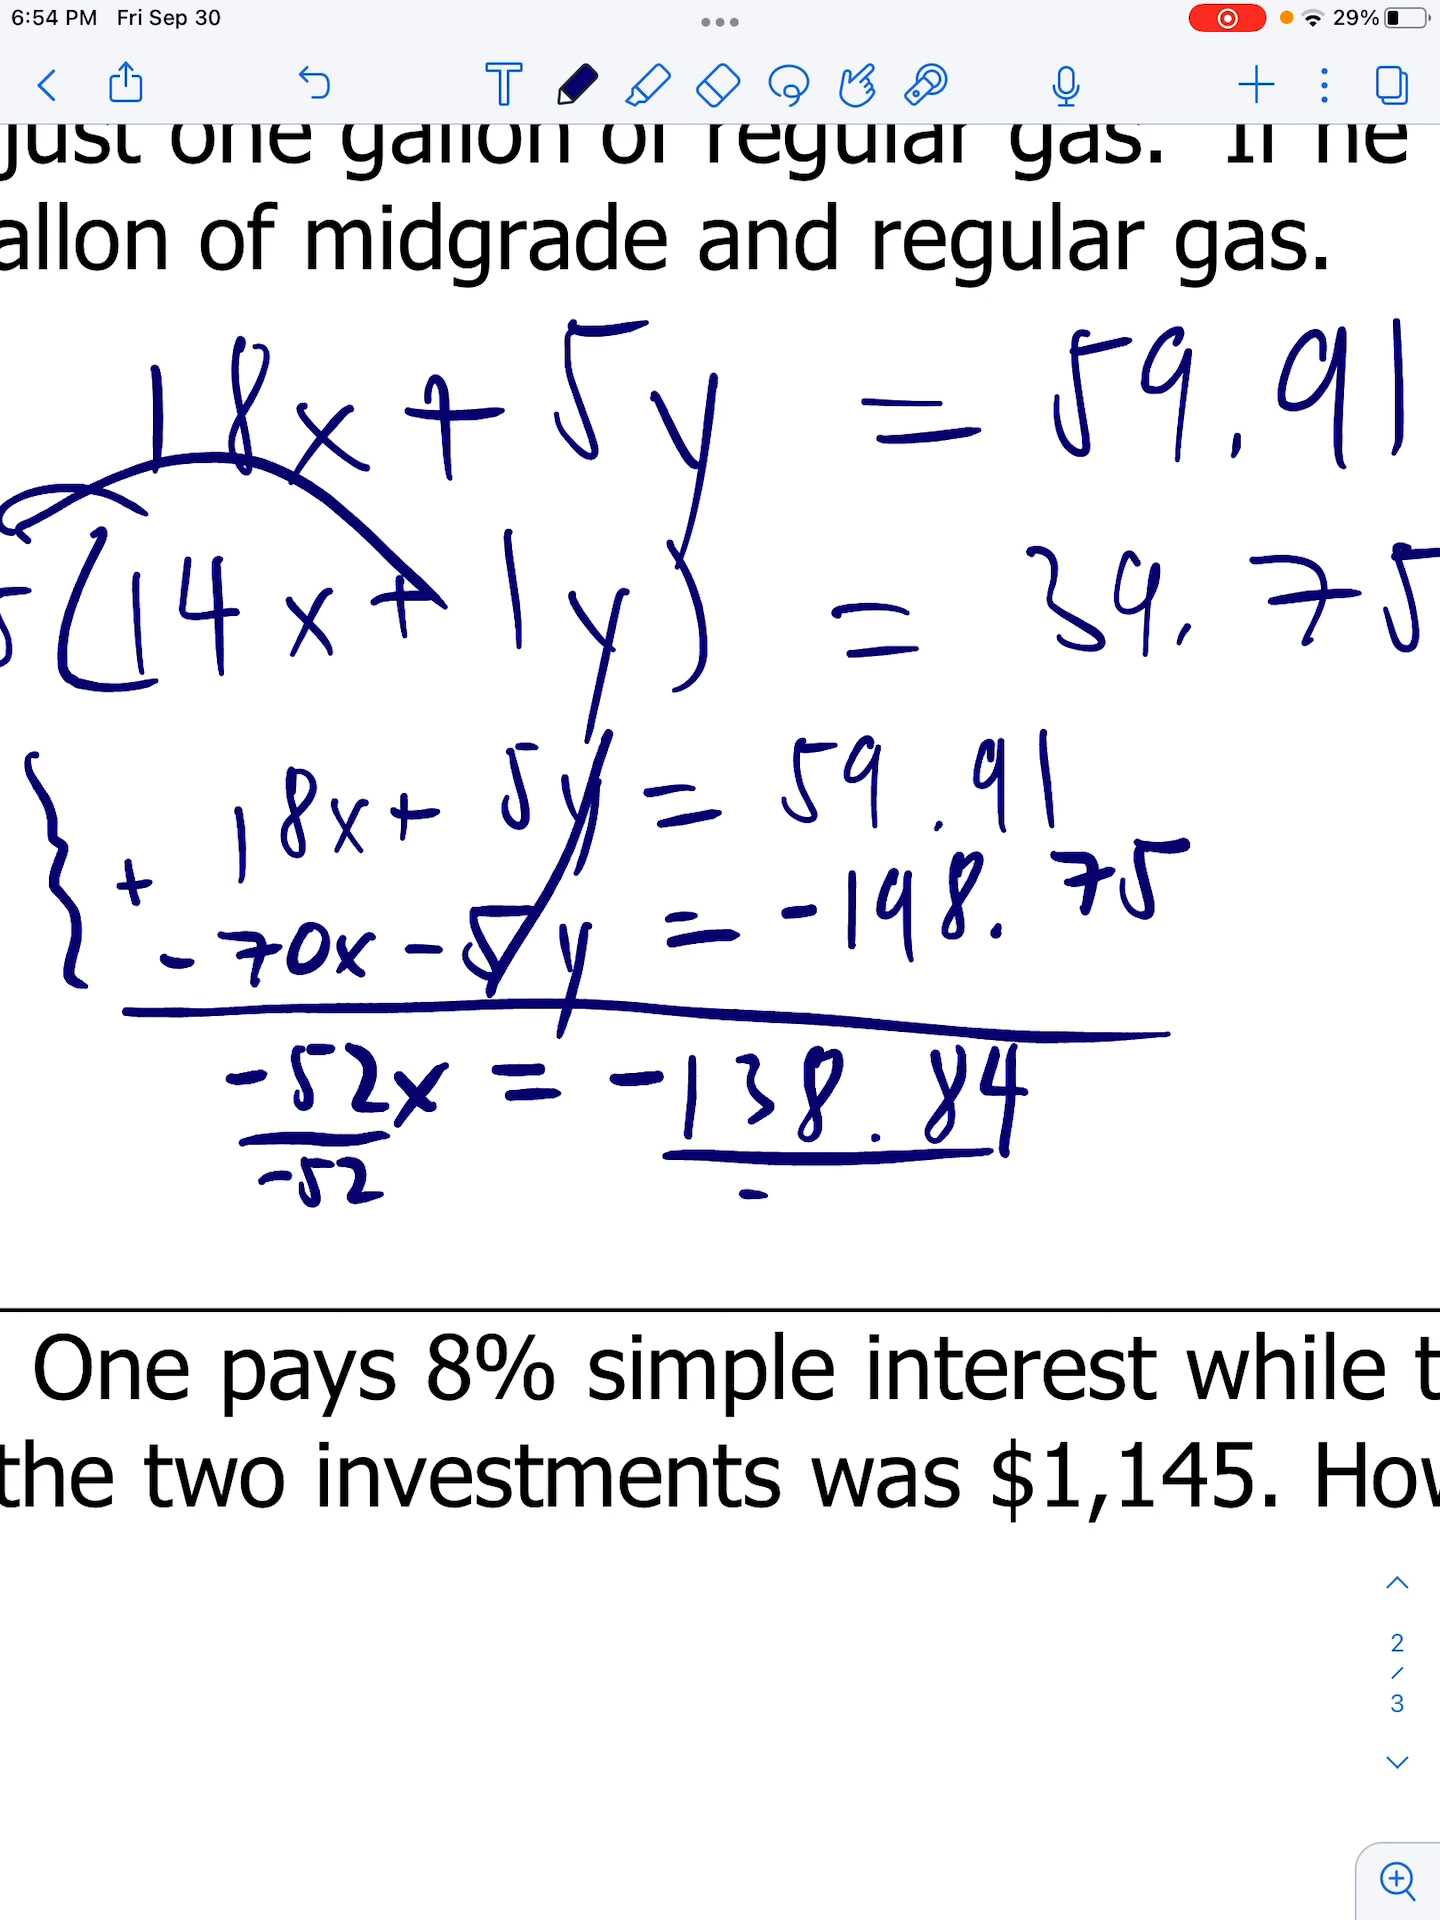 6:54 PM Fri Sep 30
29%
just one gallon of regular gas. If he
allon of midgrade and regular gas.
18x + 5y = 59.91
5(14x + 1y) = 39.75
18x + 5y = 59.91
+ -70x - 5y = -198.75
-52x = -138.84
-52 -
One pays 8% simple interest while t
the two investments was $1,145. How
2
/
3